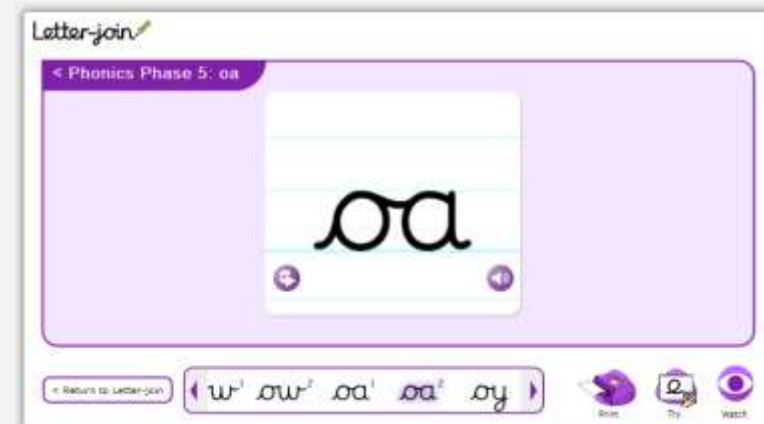 Letter-join
< Phonics Phase 5: oa
oa
< Return to Letter-join
w¹ ow² oa¹ oa² oy
Print Try Watch